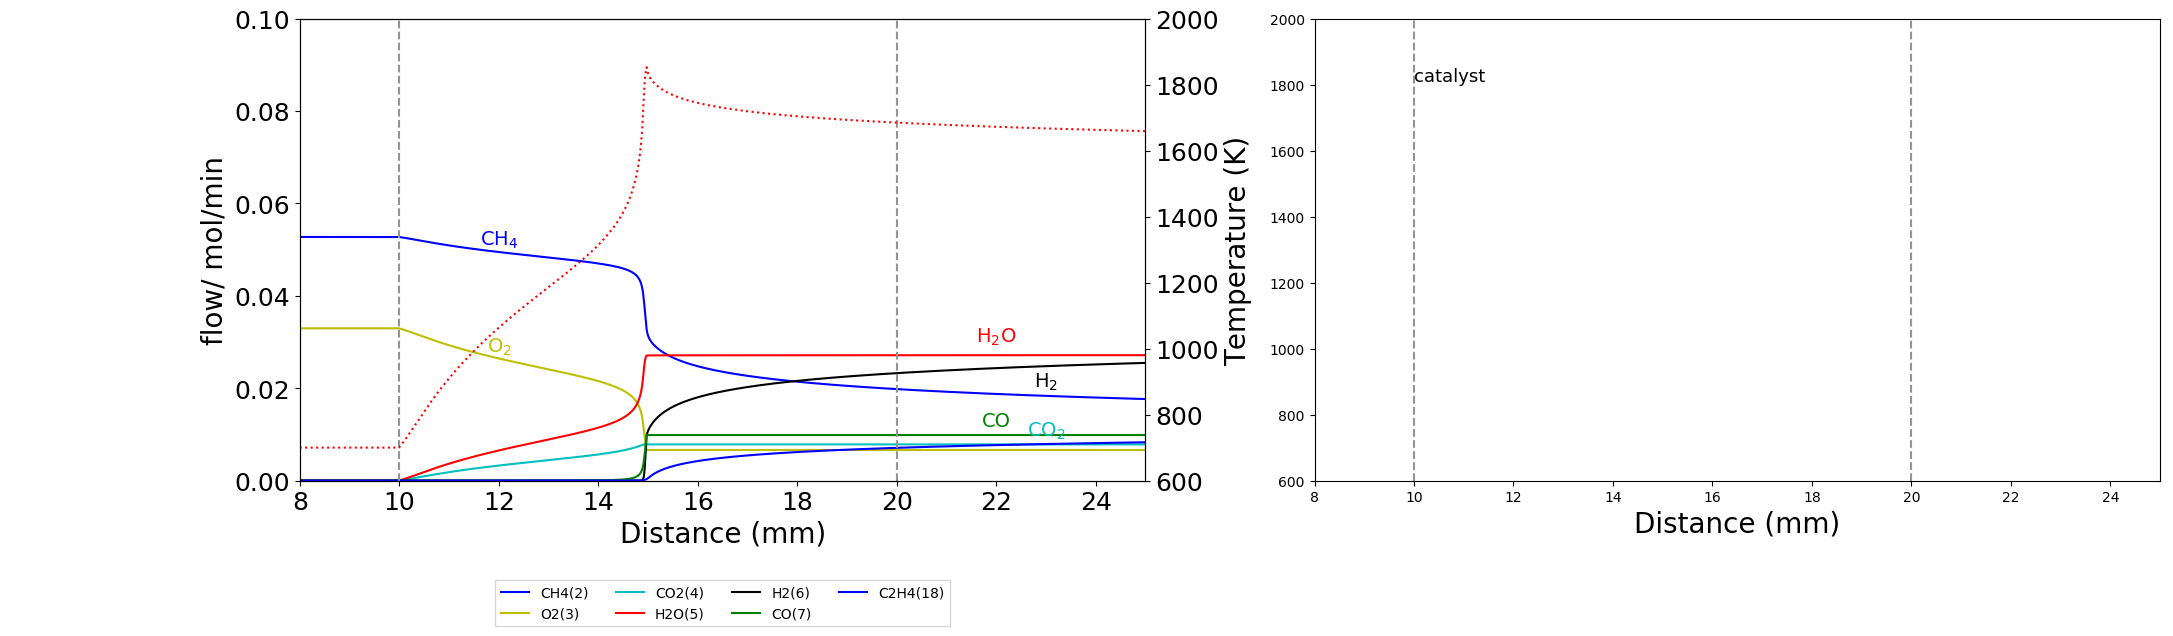 0.10
0.08
0.06
0.04
0.02
0.00
flow/ mol/min
8 10 12 14 16 18 20 22 24
Distance (mm)
CH4
O2
H2O
H2
CO
CO2
2000
1800
1600
1400
1200
1000
800
600
Temperature (K)
2000
1800
1600
1400
1200
1000
800
600
catalyst
8 10 12 14 16 18 20 22 24
Distance (mm)
CH4(2) CO2(4) H2(6) C2H4(18)
O2(3) H2O(5) CO(7)